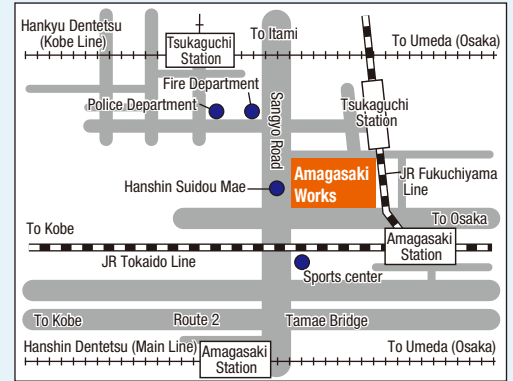 Hankyu Dentetsu
(Kobe Line)
To Itami
Tsukaguchi
Station
To Umeda (Osaka)
Fire Department
Police Department
Sangyo Road
Tsukaguchi
Station
Hanshin Suidou Mae
Amagasaki
Works
JR Fukuchiyama
Line
To Osaka
To Kobe
Amagasaki
Station
JR Tokaido Line
Sports center
To Kobe
Route 2
Tamae Bridge
Hanshin Dentetsu (Main Line)
Amagasaki
Station
To Umeda (Osaka)